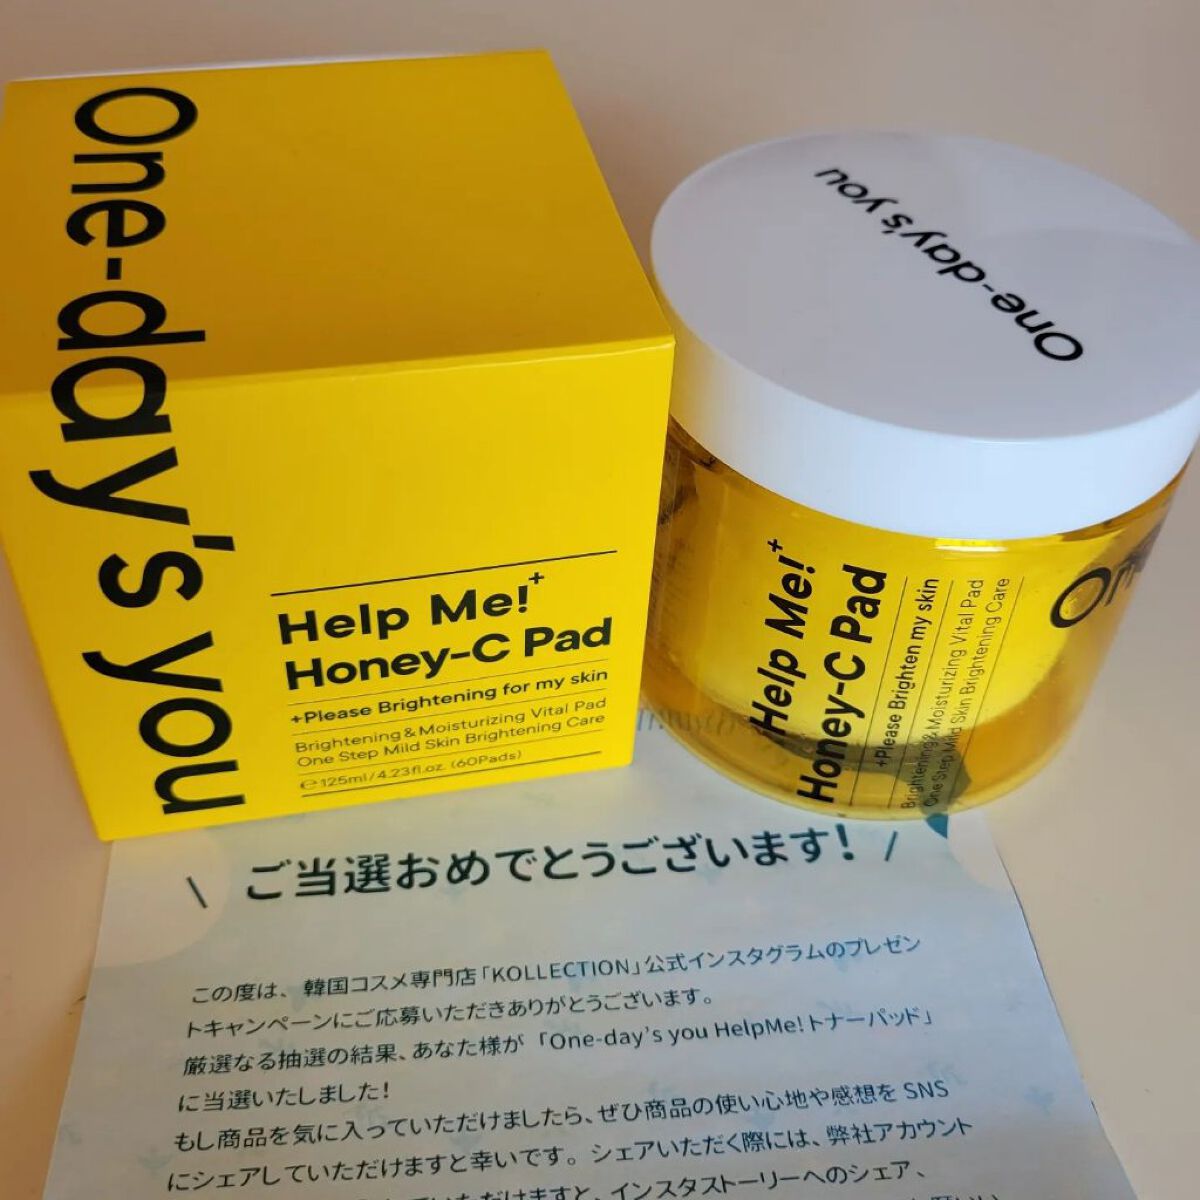 One-day's you
Help Me!+
Honey-C Pad
+Please Brightening for my skin
Brightening & Moisturizing Vital Pad
One Step Mild Skin Brightening Care
℮125ml/4.23fl.oz. (60Pads)
One-day's you
Help Me!+
Honey-C Pad
+Please Brighten my skin
Brightening & Moisturizing Vital Pad
One Step Mild Skin Brightening Care
\ ご当選おめでとうございます! /
この度は、韓国コスメ専門店「KOLLECTION」公式インスタグラムのプレゼン
トキャンペーンにご応募いただきありがとうございます。
厳選なる抽選の結果、あなた様が「One-day's you HelpMe!トナーパッド」
に当選いたしました!
もし商品を気に入っていただけましたら、ぜひ商品の使い心地や感想を SNS
にシェアしていただけますと幸いです。シェアいただく際には、弊社アカウント
いただけますと、インスタストーリーへのシェア、